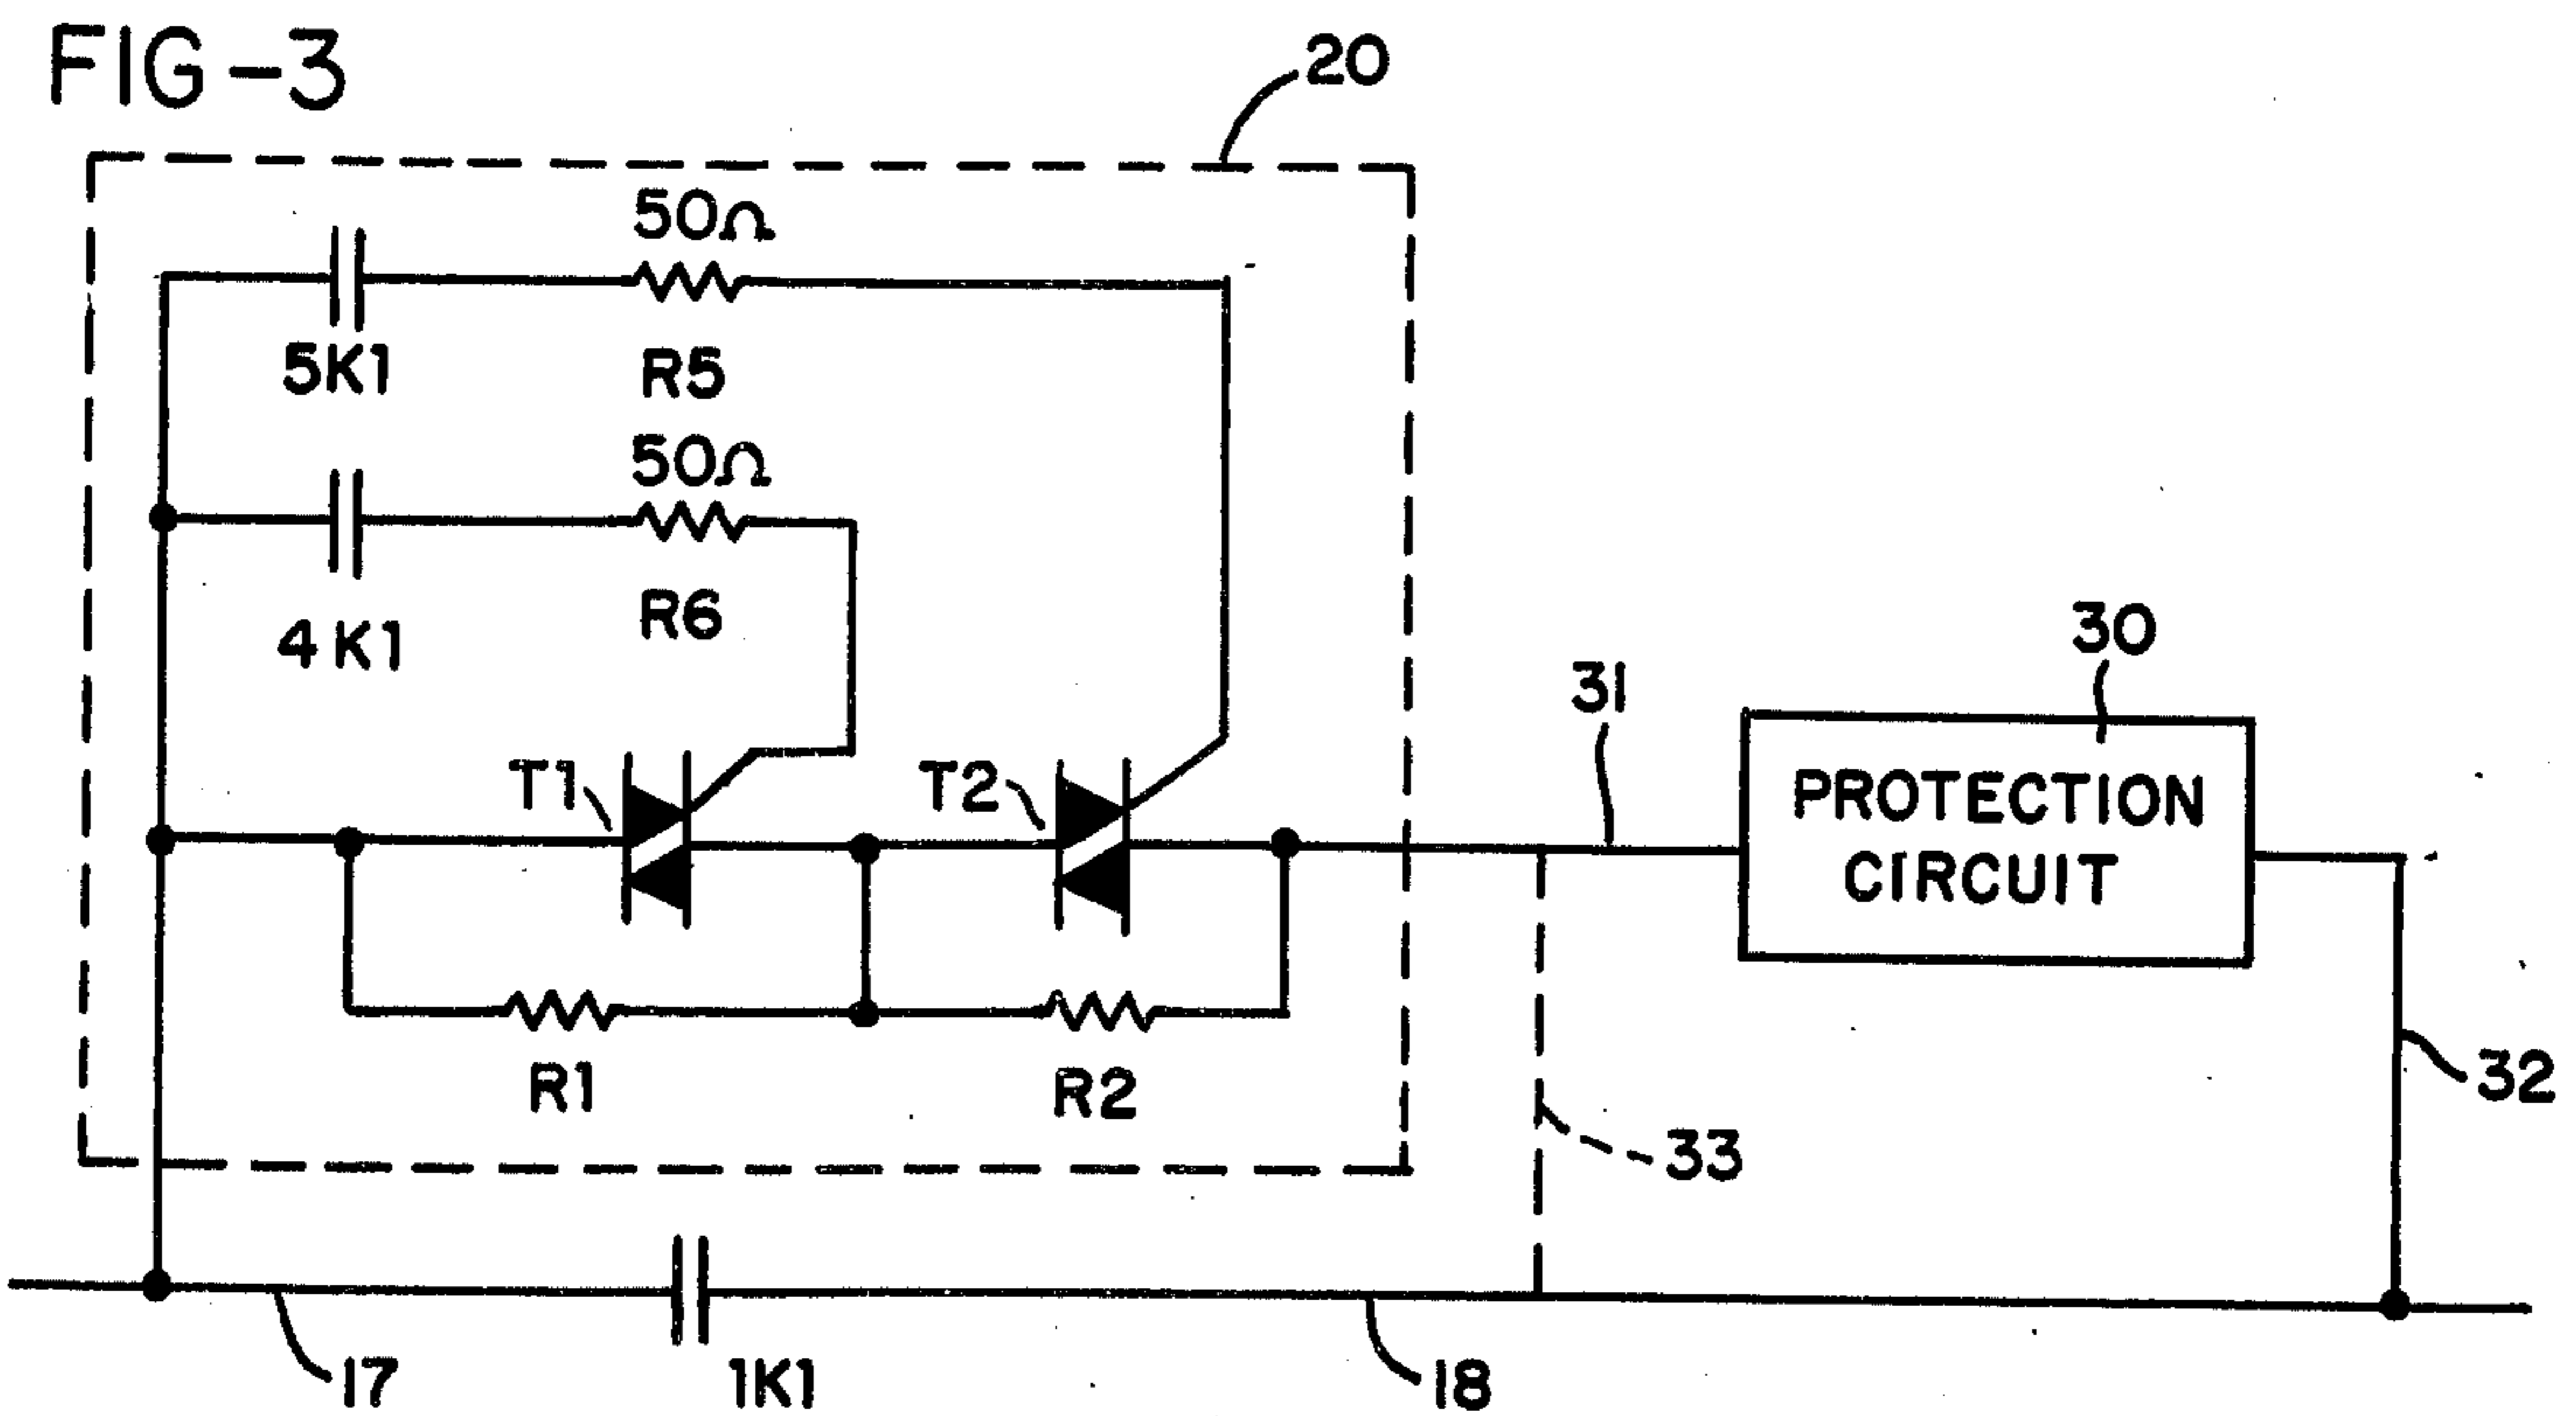 FIG-3
20
50Ω
5K1
R5
50Ω
4K1
R6
T1
T2
31
30
PROTECTION
CIRCUIT
R1
R2
32
33
17
1K1
18